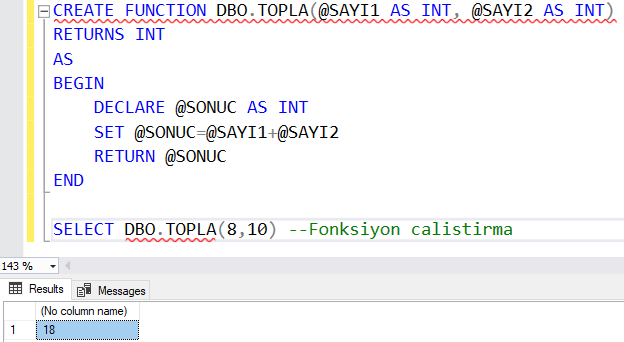 CREATE FUNCTION DBO.TOPLA(@SAYI1 AS INT, @SAYI2 AS INT)
RETURNS INT
AS
BEGIN
DECLARE @SONUC AS INT
SET @SONUC=@SAYI1+@SAYI2
RETURN @SONUC
END
SELECT DBO.TOPLA(8,10) --Fonksiyon calistirma
143 %
Results Messages
(No column name)
1 18